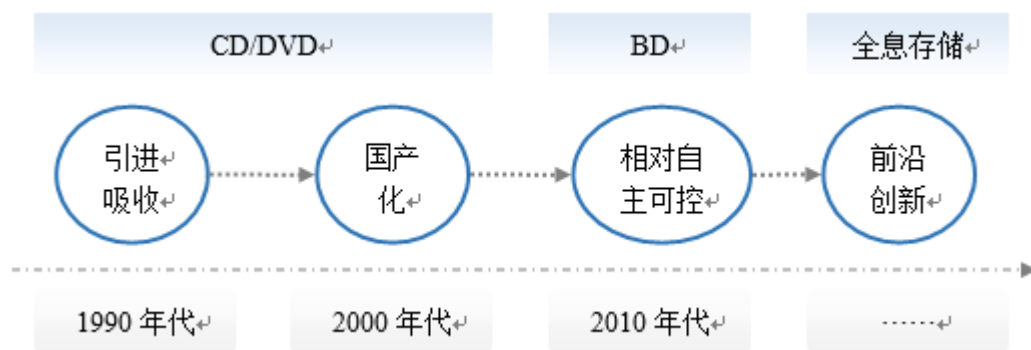 CD/DVD↵
BD↵
全息存储↵
引进↵
吸收↵
国产
化↵
相对自
主可控↵
前沿
创新↵
1990 年代↵
2000 年代↵
2010 年代↵
……↵